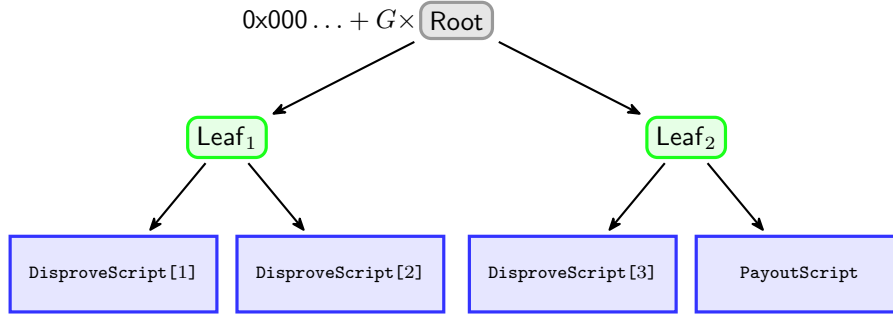 0x000 … + G× Root
Leaf₁ Leaf₂
DisproveScript[1] DisproveScript[2] DisproveScript[3] PayoutScript